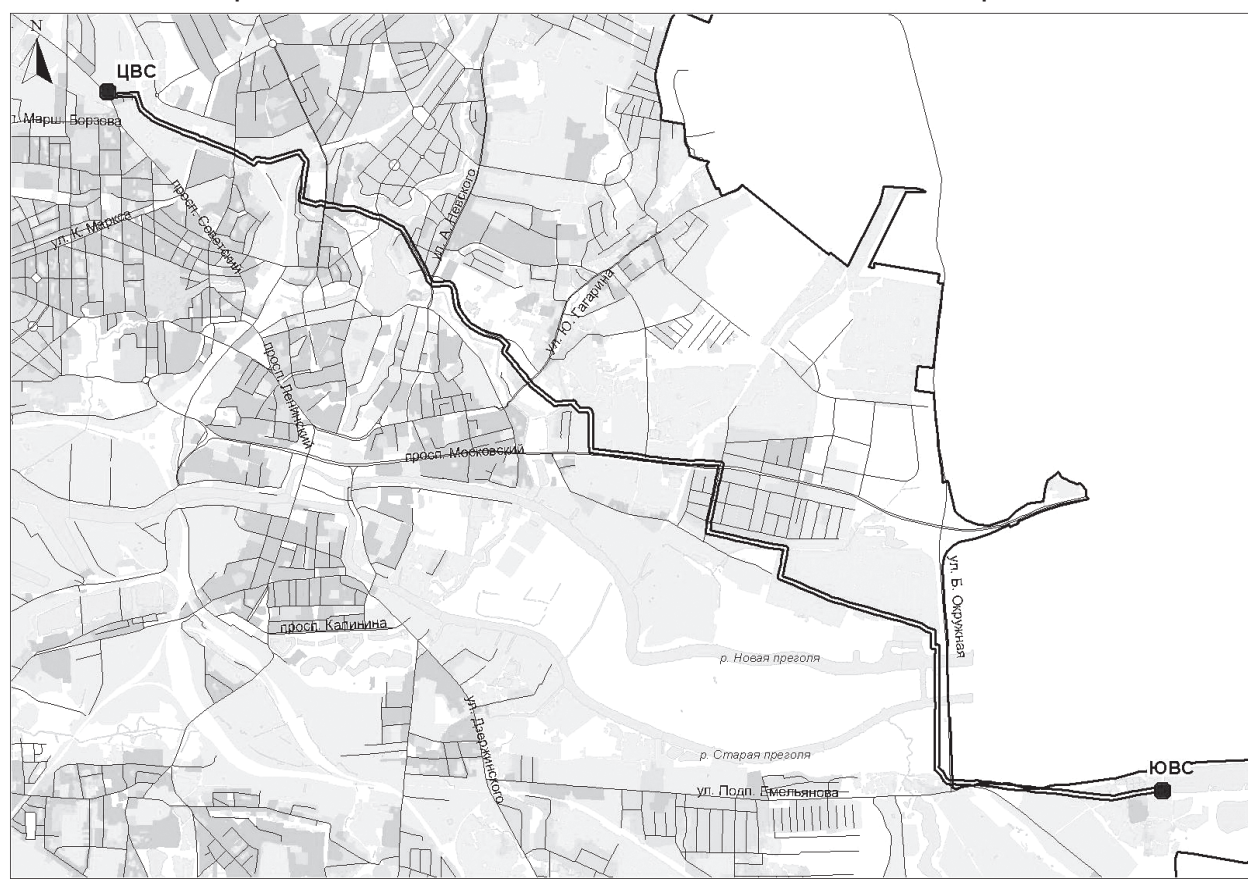 N
ЦВС
Марш. Борзова
ул. К. Маркса
просп. Советский
ул. А. Невского
ул. Ю. Гагарина
просп. Ленинский
просп. Московский
ул. Б. Окружная
просп. Калинина
р. Новая преголя
ул. Дзержинского
р. Старая преголя
ЮВС
ул. Подп. Емельянова